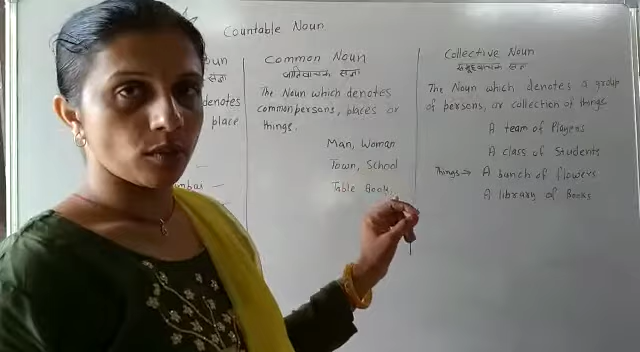 Countable Noun
संज्ञा
denotes
place
Common Noun
जातिवाचक संज्ञा
The Noun which denotes
common persons, places or
things.
Man, Woman
Town, School
Table Book
Collective Noun
समूहवाचक संज्ञा
The Noun which denotes a group
of persons, or collection of things
A team of Players
A class of Students
Things → A bunch of flowers
A library of Books